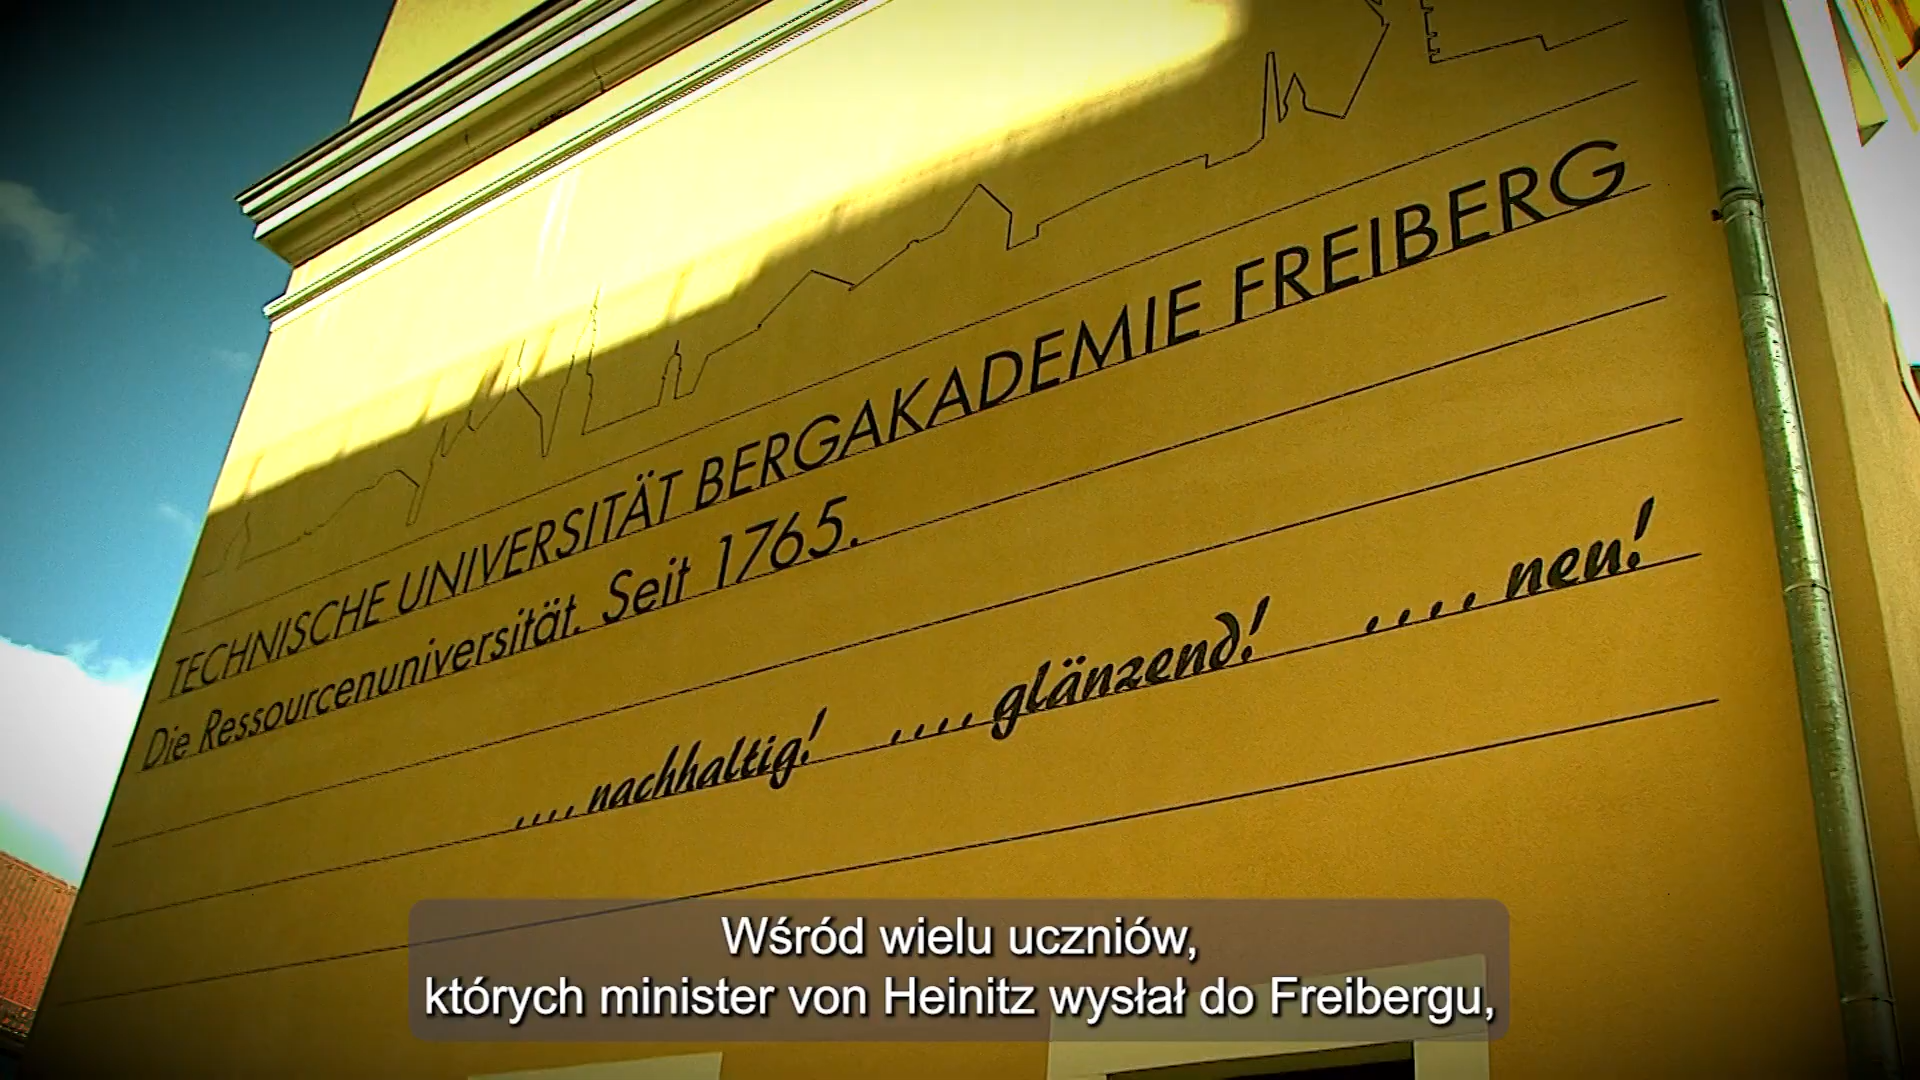 TECHNISCHE UNIVERSITÄT BERGAKADEMIE FREIBERG
Die Ressourcenuniversität. Seit 1765.
.... nachhaltig! .... glänzend! .... neu!
Wśród wielu uczniów,
których minister von Heinitz wysłał do Freibergu,